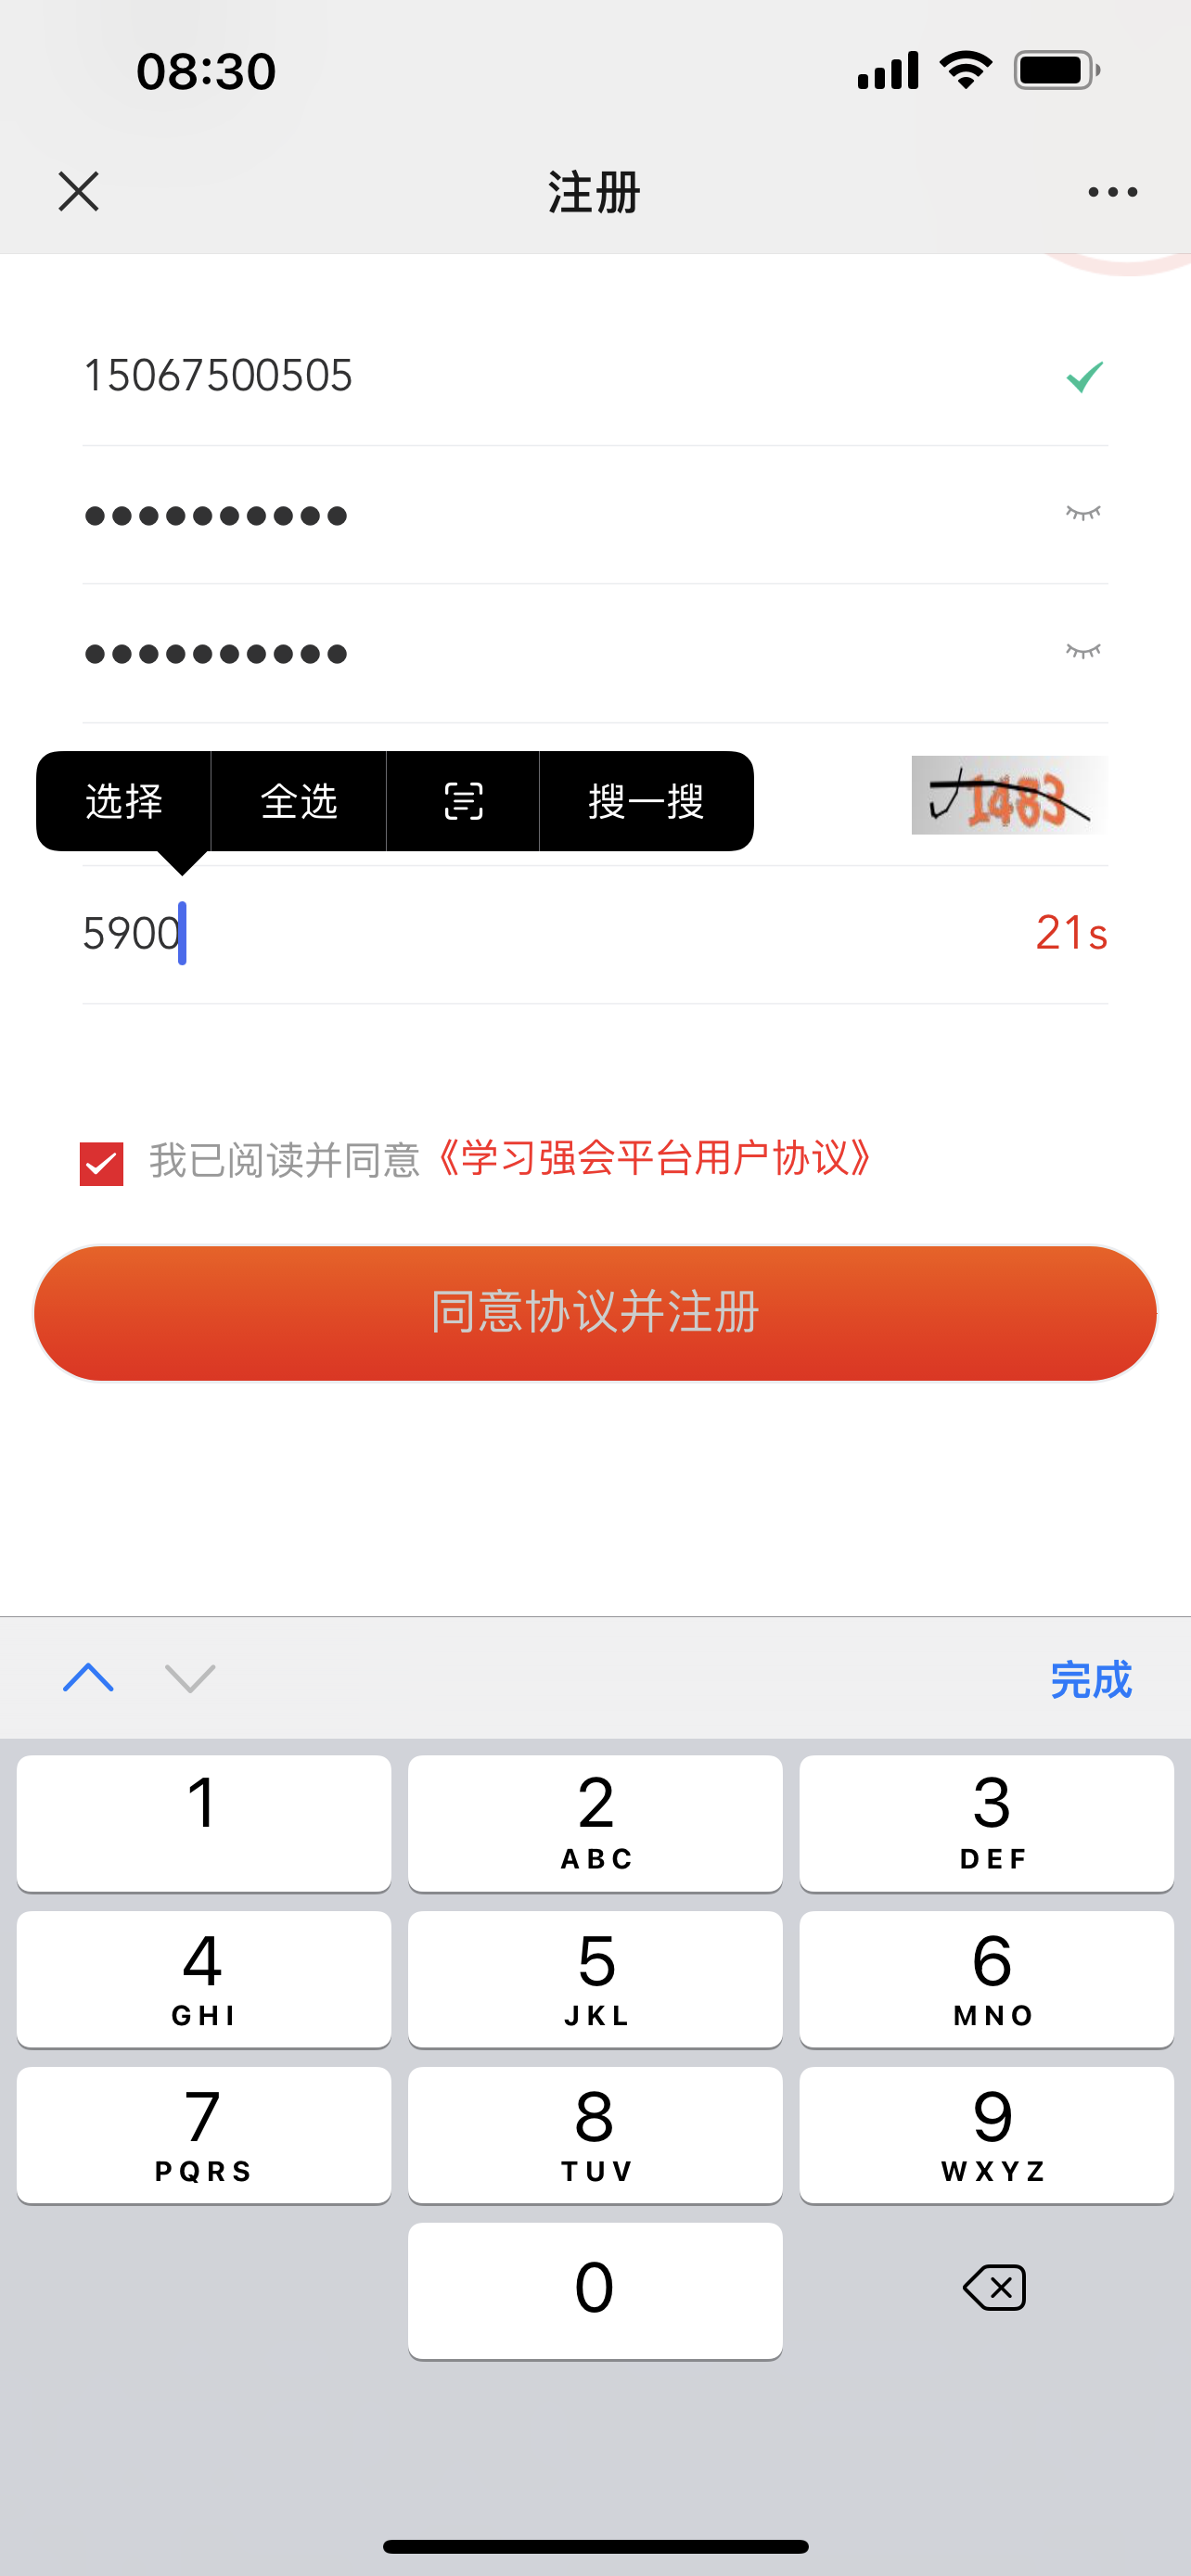 08:30
注册
15067500505
选择 全选 搜一搜
1483
5900 21s
我已阅读并同意《学习强会平台用户协议》
同意协议并注册
完成
1 2 3
ABC DEF
4 5 6
GHI JKL MNO
7 8 9
PQRS TUV WXYZ
0